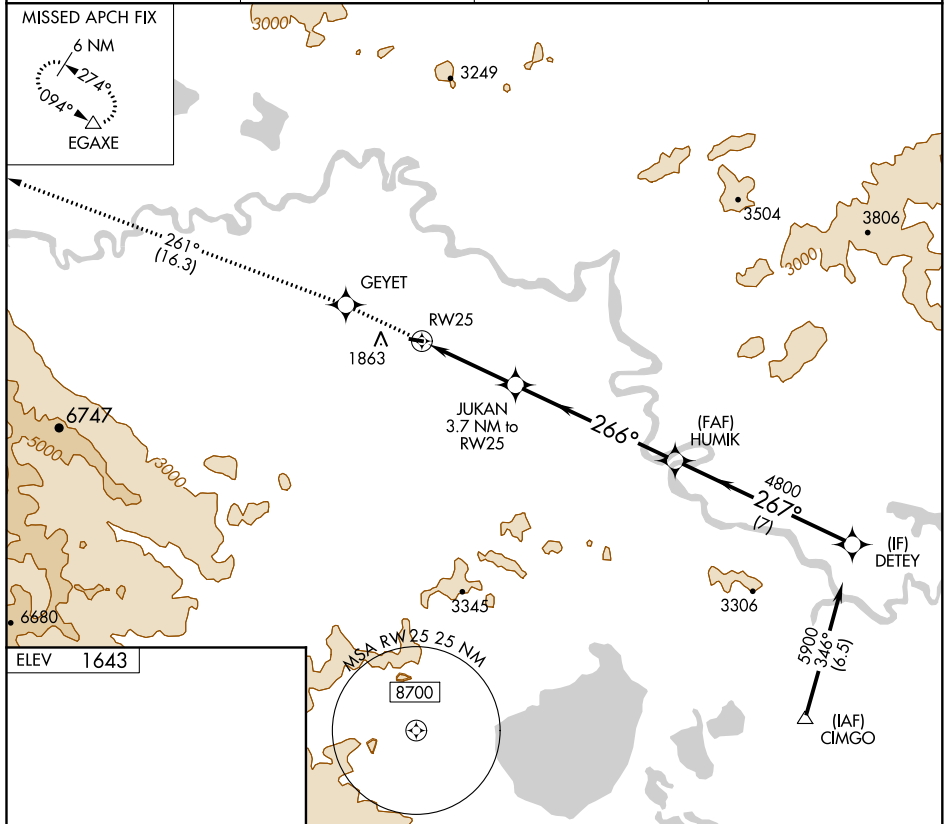 MISSED APCH FIX
6 NM
274°
094°
EGAXE
3000
3249
3504
3806
3000
261°
(16.3)
GEYET
RW25
1863
JUKAN
3.7 NM to
RW25
266°
(FAF)
HUMIK
4800
267°
(7)
(IF)
DETEY
6747
5000
3000
3345
3306
6680
5900
346°
(6.5)
(IAF)
CIMGO
ELEV 1643
MSA RW 25 25 NM
8700